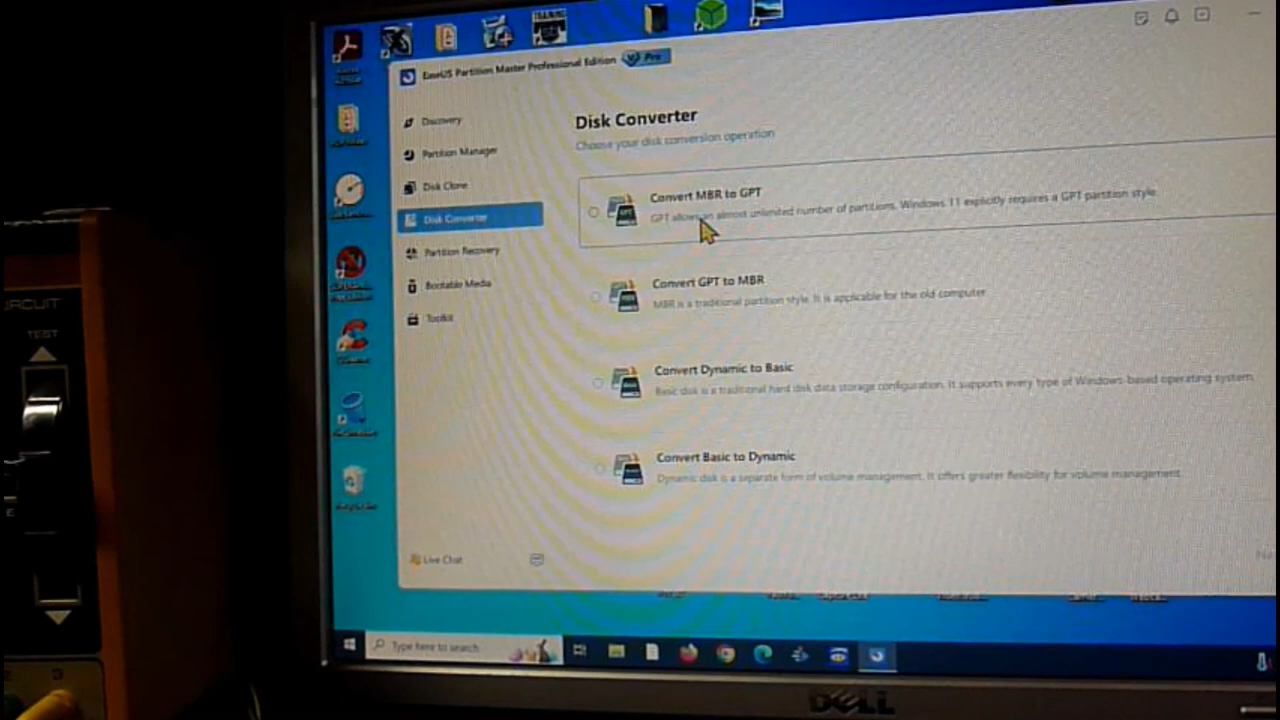 EaseUS Partition Master Professional Edition
Pro
Discovery
Partition Manager
Disk Clone
Disk Converter
Partition Recovery
Bootable Media
Toolkit
Live Chat
Disk Converter
Choose your disk conversion operation
Convert MBR to GPT
GPT allows an almost unlimited number of partitions. Windows 11 explicitly requires a GPT partition style.
Convert GPT to MBR
MBR is a traditional partition style. It is applicable for the old computer
Convert Dynamic to Basic
Basic disk is a traditional hard disk data storage configuration. It supports every type of Windows-based operating system.
Convert Basic to Dynamic
Dynamic disk is a separate form of volume management. It offers greater flexibility for volume management.
Type here to search
DELL
TRAINING
TEST